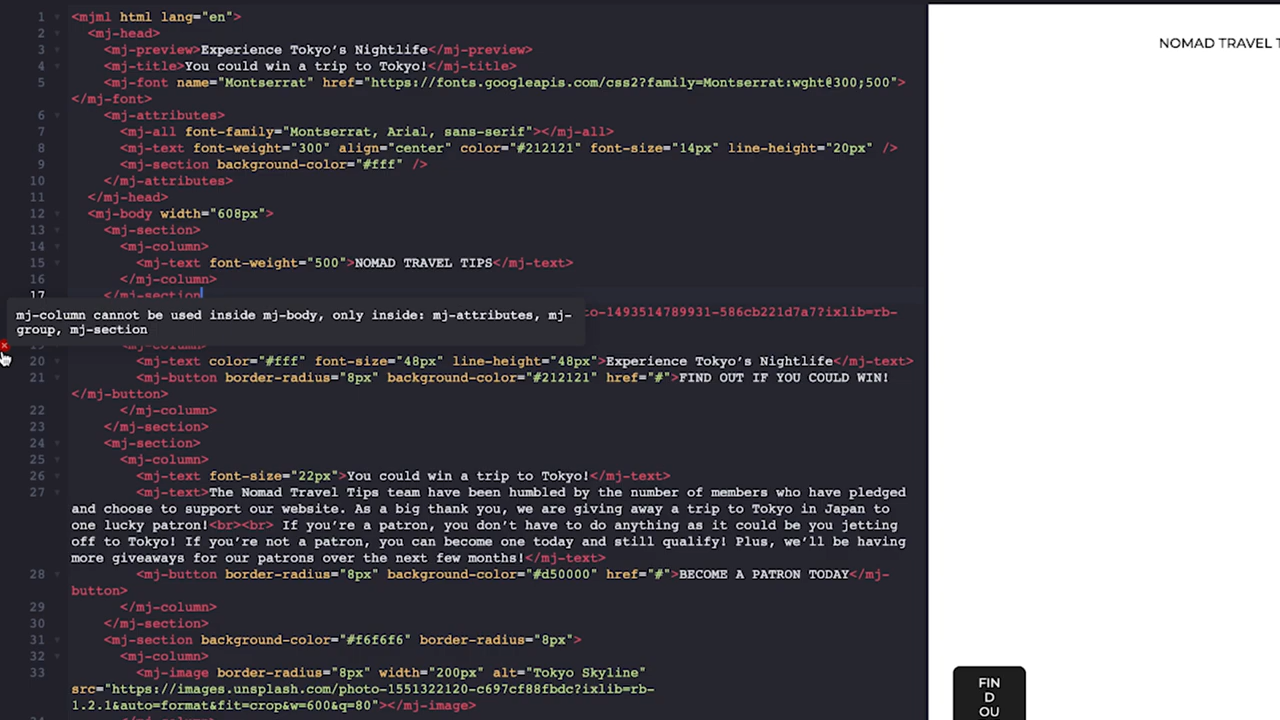 1 <mjml html lang="en">
2 <mj-head>
3 <mj-preview>Experience Tokyo's Nightlife</mj-preview>
4 <mj-title>You could win a trip to Tokyo!</mj-title>
5 <mj-font name="Montserrat" href="https://fonts.googleapis.com/css2?family=Montserrat:wght@300;500">
</mj-font>
6 <mj-attributes>
7 <mj-all font-family="Montserrat, Arial, sans-serif"></mj-all>
8 <mj-text font-weight="300" align="center" color="#212121" font-size="14px" line-height="20px" />
9 <mj-section background-color="#fff" />
10 </mj-attributes>
11 </mj-head>
12 <mj-body width="608px">
13 <mj-section>
14 <mj-column>
15 <mj-text font-weight="500">NOMAD TRAVEL TIPS</mj-text>
16 </mj-column>
17 </mj-section
mj-column cannot be used inside mj-body, only inside: mj-attributes, mj-
group, mj-section
to-1493514789931-586cb221d7a7?ixlib=rb-
<mj-column>
20 <mj-text color="#fff" font-size="48px" line-height="48px">Experience Tokyo's Nightlife</mj-text>
21 <mj-button border-radius="8px" background-color="#212121" href="#">FIND OUT IF YOU COULD WIN!
</mj-button>
22 </mj-column>
23 </mj-section>
24 <mj-section>
25 <mj-column>
26 <mj-text font-size="22px">You could win a trip to Tokyo!</mj-text>
27 <mj-text>The Nomad Travel Tips team have been humbled by the number of members who have pledged
and choose to support our website. As a big thank you, we are giving away a trip to Tokyo in Japan to
one lucky patron!<br><br> If you're a patron, you don't have to do anything as it could be you jetting
off to Tokyo! If you're not a patron, you can become one today and still qualify! Plus, we'll be having
more giveaways for our patrons over the next few months!</mj-text>
28 <mj-button border-radius="8px" background-color="#d50000" href="#">BECOME A PATRON TODAY</mj-
button>
29 </mj-column>
30 </mj-section>
31 <mj-section background-color="#f6f6f6" border-radius="8px">
32 <mj-column>
33 <mj-image border-radius="8px" width="200px" alt="Tokyo Skyline"
src="https://images.unsplash.com/photo-1551322120-c697cf88fbdc?ixlib=rb-
1.2.1&auto=format&fit=crop&w=600&q=80"></mj-image>
NOMAD TRAVEL T
FIN
D
OU